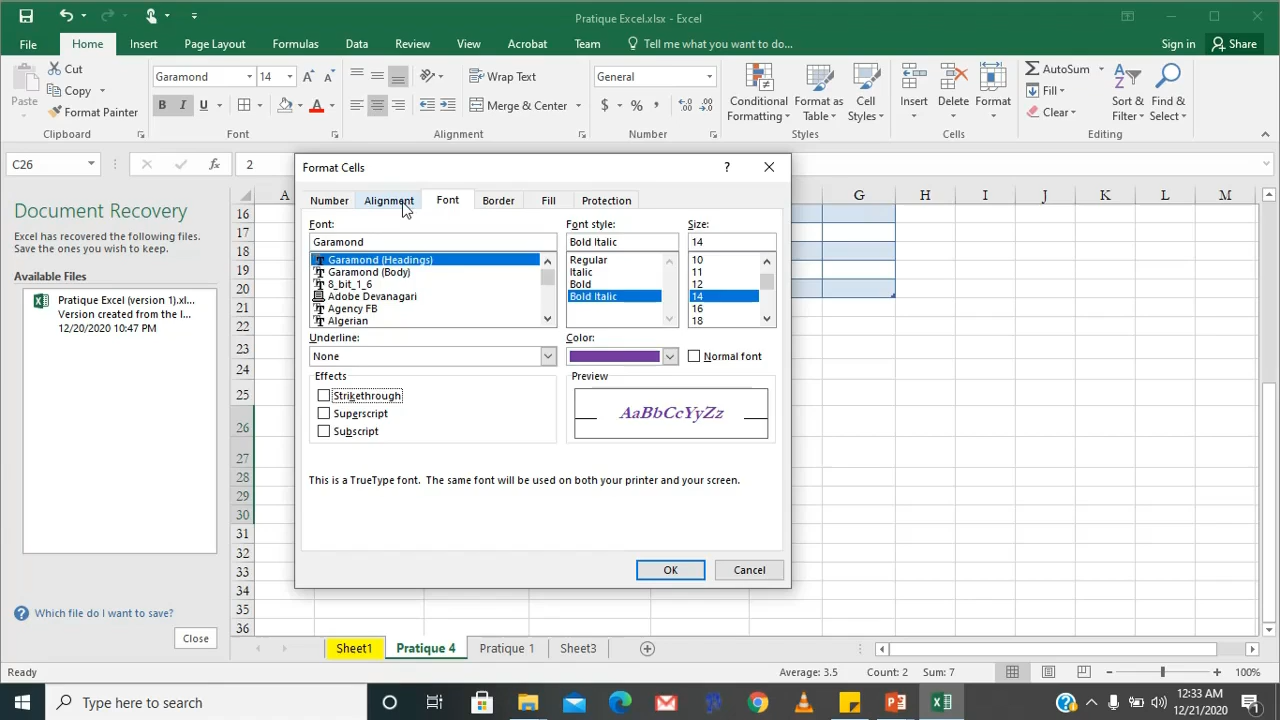 Pratique Excel.xlsx - Excel
File
Home
Insert
Page Layout
Formulas
Data
Review
View
Acrobat
Team
Tell me what you want to do...
Sign in
Share
Paste
Cut
Copy
Format Painter
Clipboard
Garamond
14
B I U
Font
Wrap Text
Merge & Center
Alignment
General
$ % ,
Number
Conditional
Formatting
Format as
Table
Cell
Styles
Styles
Insert
Delete
Format
Cells
AutoSum
Fill
Clear
Sort &
Filter
Find &
Select
Editing
C26
fx
2
Document Recovery
Excel has recovered the following files.
Save the ones you wish to keep.
Available Files
Pratique Excel (version 1).xl...
Version created from the l...
12/20/2020 10:47 PM
Which file do I want to save?
Close
A
G
H
I
J
K
L
M
16
17
18
19
20
21
22
23
24
25
26
27
28
29
30
31
32
33
34
35
36
Format Cells
?
Number
Alignment
Font
Border
Fill
Protection
Font:
Garamond
Garamond (Headings)
Garamond (Body)
8_bit_1_6
Adobe Devanagari
Agency FB
Algerian
Font style:
Bold Italic
Regular
Italic
Bold
Bold Italic
Size:
14
10
11
12
14
16
18
Underline:
None
Color:
Normal font
Effects
Strikethrough
Superscript
Subscript
Preview
AaBbCcYyZz
This is a TrueType font.  The same font will be used on both your printer and your screen.
OK
Cancel
Sheet1
Pratique 4
Pratique 1
Sheet3
Ready
Average: 3.5
Count: 2
Sum: 7
100%
Type here to search
12:33 AM
12/21/2020